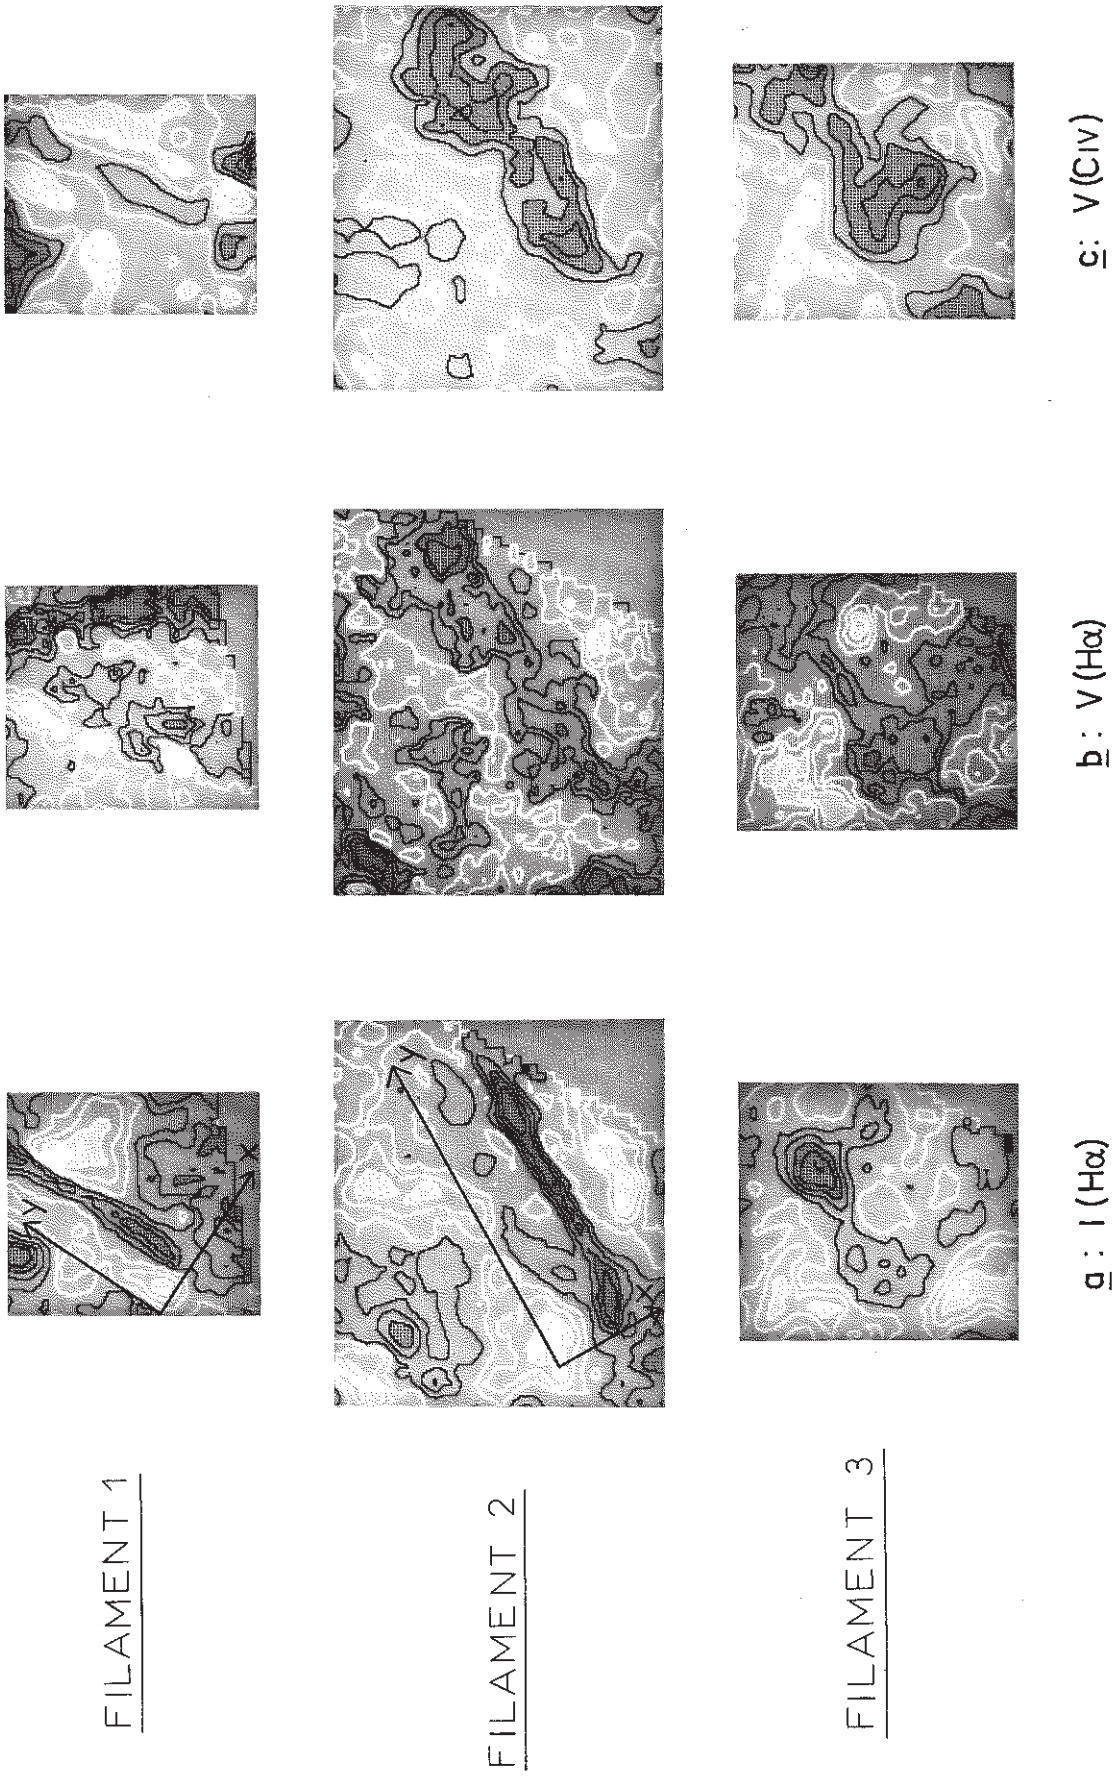 FILAMENT 1
Y
X
FILAMENT 2
Y
X
FILAMENT 3
a : I (Hα)
b : V (Hα)
c : V (CIV)